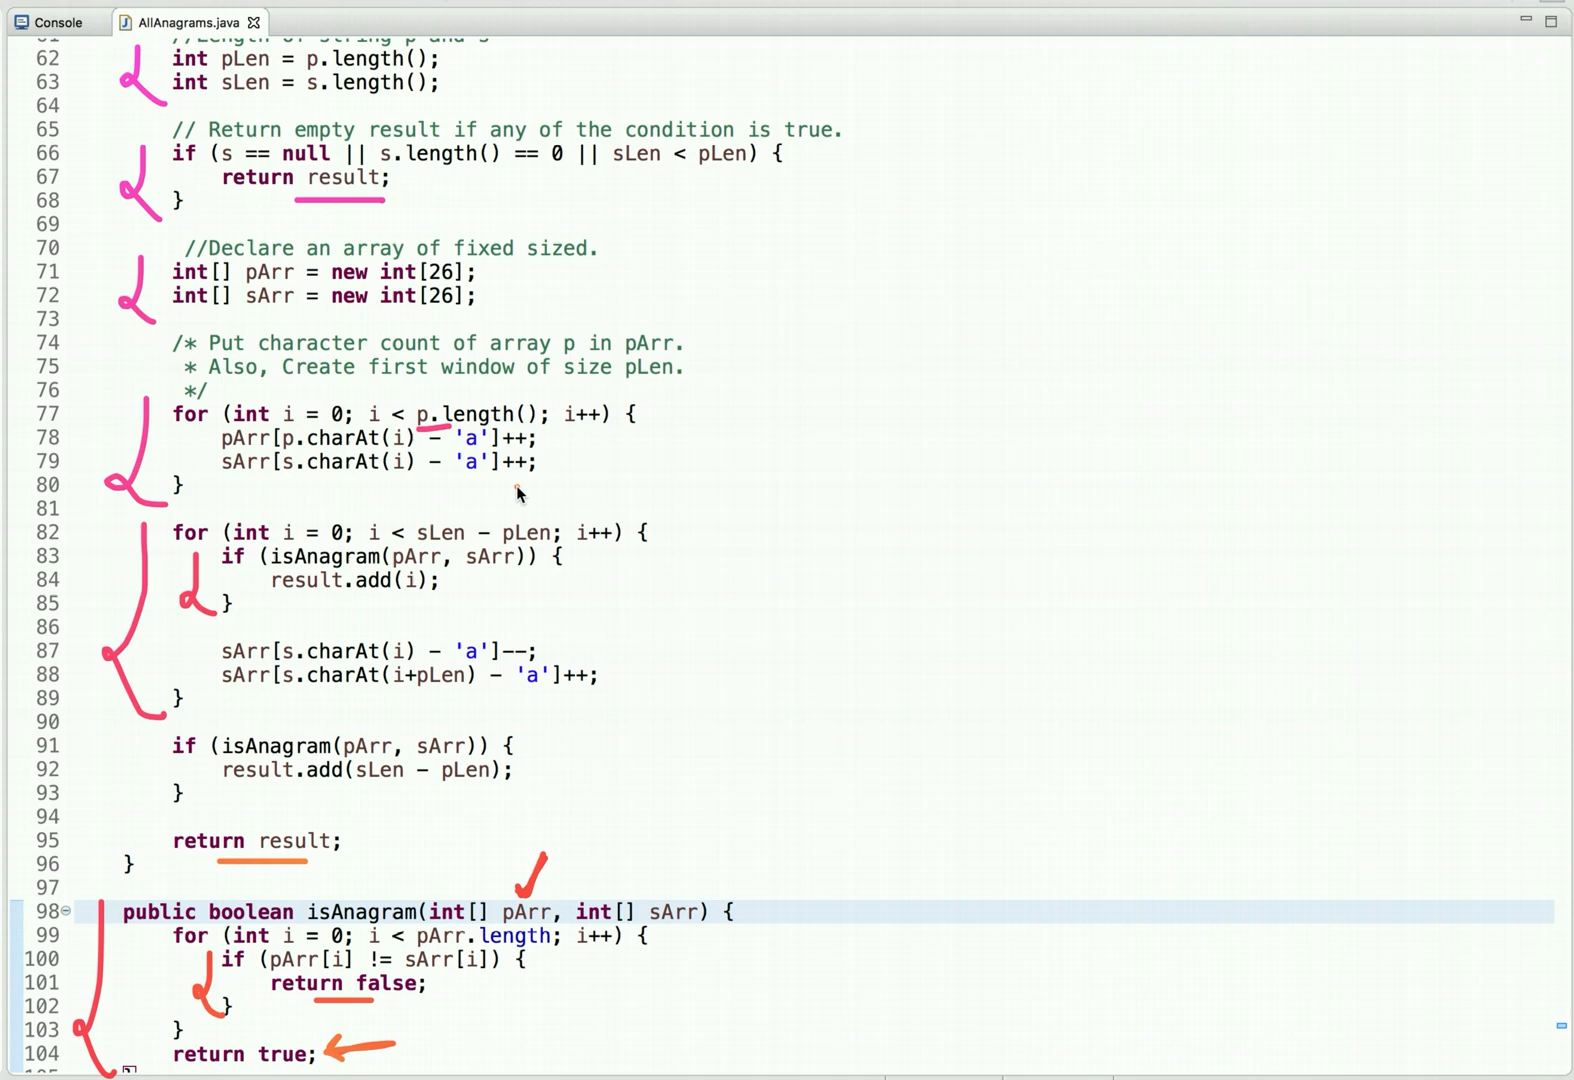 Console
AllAnagrams.java
61 //Length of string p and s
62 int pLen = p.length();
63 int sLen = s.length();
64
65 // Return empty result if any of the condition is true.
66 if (s == null || s.length() == 0 || sLen < pLen) {
67 return result;
68 }
69
70 //Declare an array of fixed sized.
71 int[] pArr = new int[26];
72 int[] sArr = new int[26];
73
74 /* Put character count of array p in pArr.
75 * Also, Create first window of size pLen.
76 */
77 for (int i = 0; i < p.length(); i++) {
78 pArr[p.charAt(i) - 'a']++;
79 sArr[s.charAt(i) - 'a']++;
80 }
81
82 for (int i = 0; i < sLen - pLen; i++) {
83 if (isAnagram(pArr, sArr)) {
84 result.add(i);
85 }
86
87 sArr[s.charAt(i) - 'a']--;
88 sArr[s.charAt(i+pLen) - 'a']++;
89 }
90
91 if (isAnagram(pArr, sArr)) {
92 result.add(sLen - pLen);
93 }
94
95 return result;
96 }
97
98 public boolean isAnagram(int[] pArr, int[] sArr) {
99 for (int i = 0; i < pArr.length; i++) {
100 if (pArr[i] != sArr[i]) {
101 return false;
102 }
103 }
104 return true;
105 }